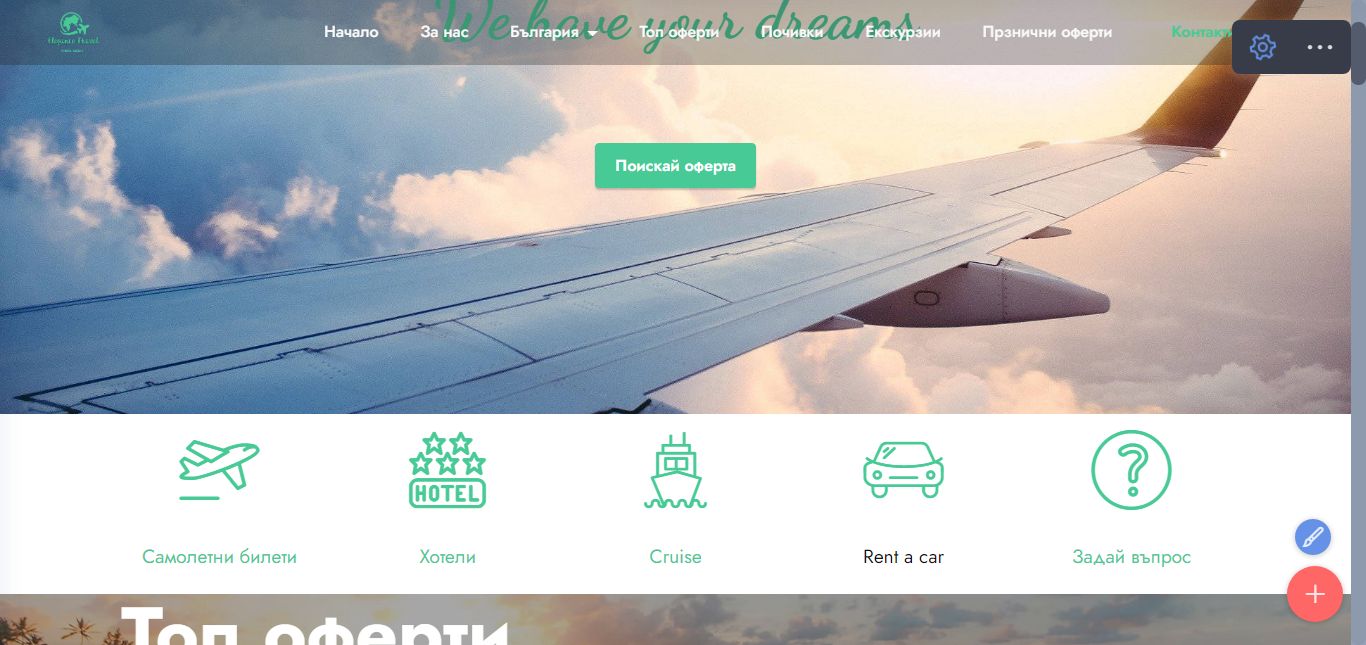 We have your dreams
Начало За нас България Топ оферти Почивки Екскурзии Прзнични оферти Контакти
Поискай оферта
HOTEL
Самолетни билети Хотели Cruise Rent a car Задай въпрос
Топ оферти